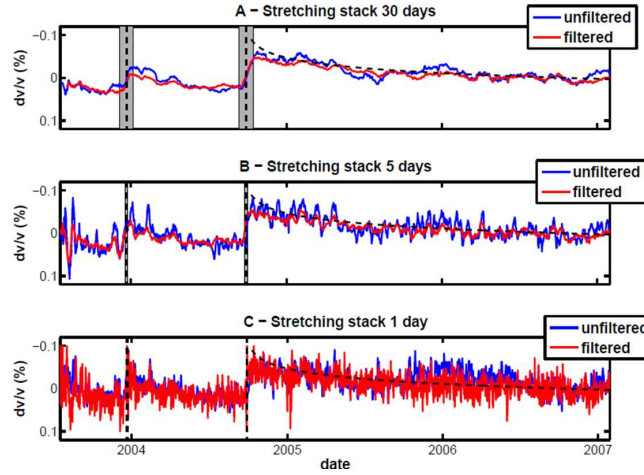 A − Stretching stack 30 days
unfiltered
filtered
−0.1
0
0.1
dv/v (%)
B − Stretching stack 5 days
unfiltered
filtered
−0.1
0
0.1
dv/v (%)
C − Stretching stack 1 day
unfiltered
filtered
−0.1
0
0.1
dv/v (%)
2004 2005 2006 2007
date